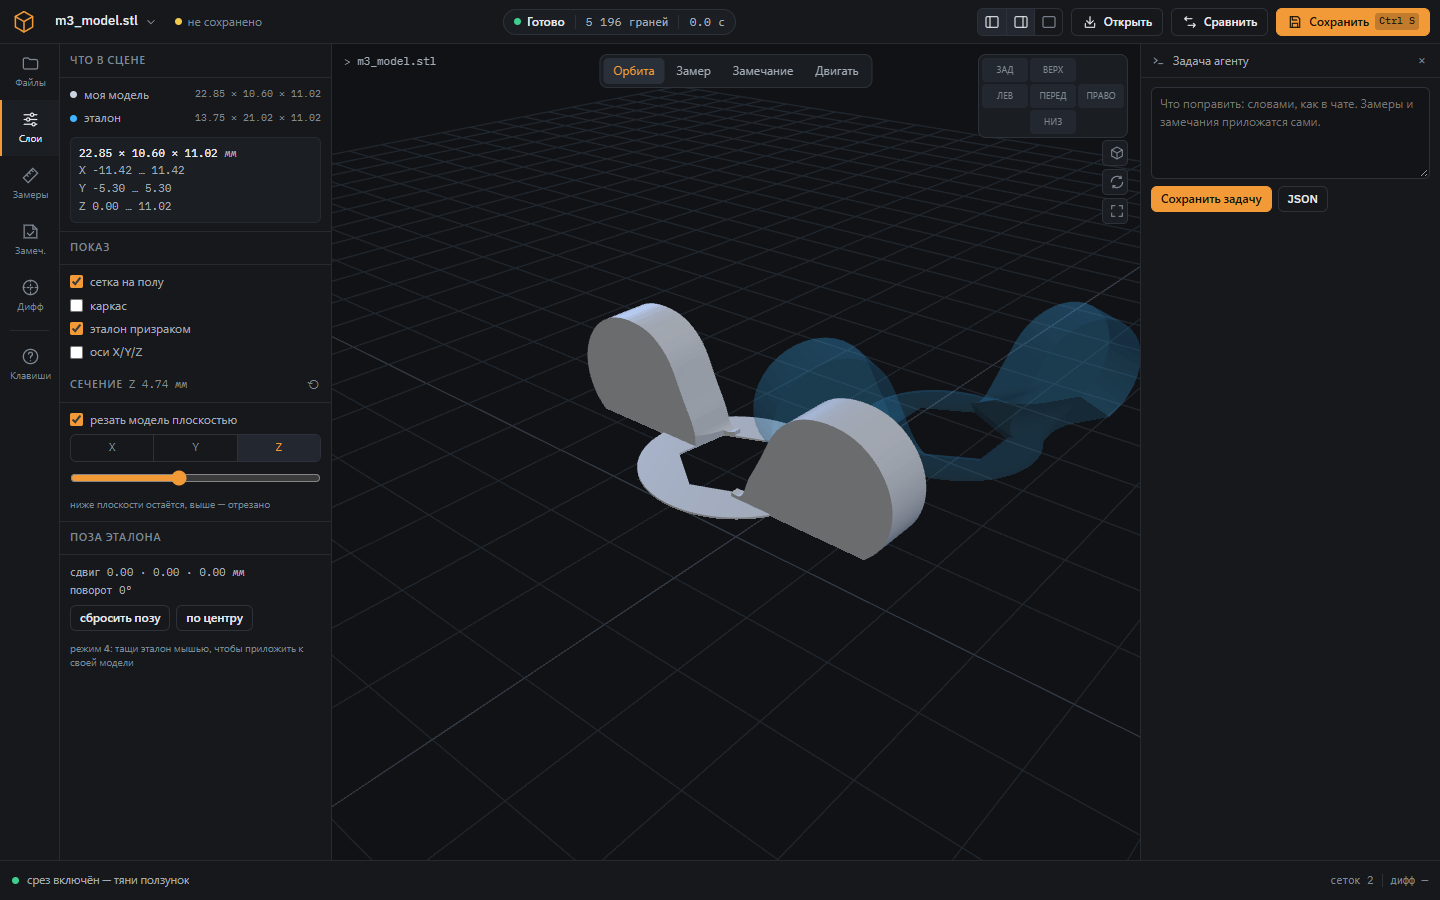 m3_model.stl
не сохранено
Готово 5 196 граней 0.0 с
Открыть
Сравнить
Сохранить Ctrl S
Файлы
Слои
Замеры
Замеч.
Дифф
Клавиши
ЧТО В СЦЕНЕ
моя модель 22.85 × 10.60 × 11.02
эталон 13.75 × 21.02 × 11.02
22.85 × 10.60 × 11.02 мм
X -11.42 … 11.42
Y -5.30 … 5.30
Z 0.00 … 11.02
ПОКАЗ
сетка на полу
каркас
эталон призраком
оси X/Y/Z
СЕЧЕНИЕ Z 4.74 мм
резать модель плоскостью
X Y Z
ниже плоскости остаётся, выше — отрезано
ПОЗА ЭТАЛОНА
сдвиг 0.00 · 0.00 · 0.00 мм
поворот 0°
сбросить позу по центру
режим 4: тащи эталон мышью, чтобы приложить к
своей модели
> m3_model.stl
Орбита Замер Замечание Двигать
ЗАД ВЕРХ
ЛЕВ ПЕРЕД ПРАВО
НИЗ
Задача агенту ×
Что поправить: словами, как в чате. Замеры и
замечания приложатся сами.
Сохранить задачу JSON
срез включён — тяни ползунок
сеток 2 дифф —